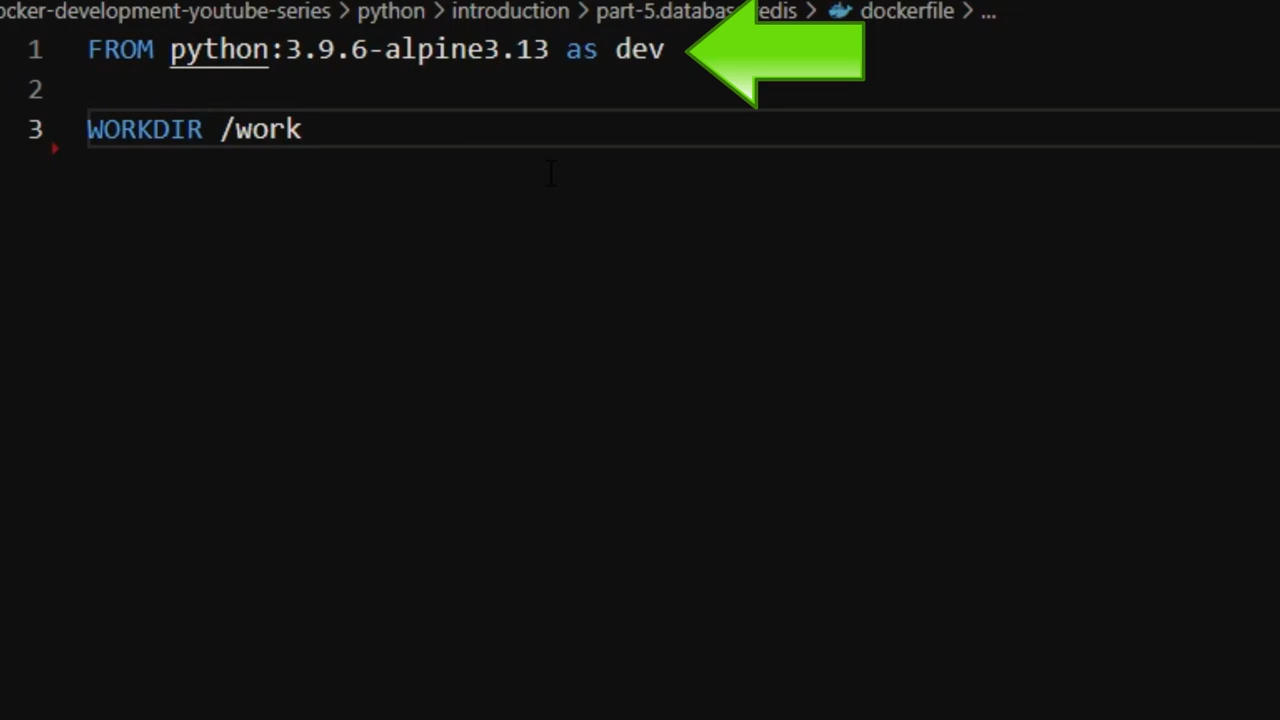 ocker-development-youtube-series > python > introduction > part-5.databas edis > dockerfile > ...
1 FROM python:3.9.6-alpine3.13 as dev
2
3 WORKDIR /work